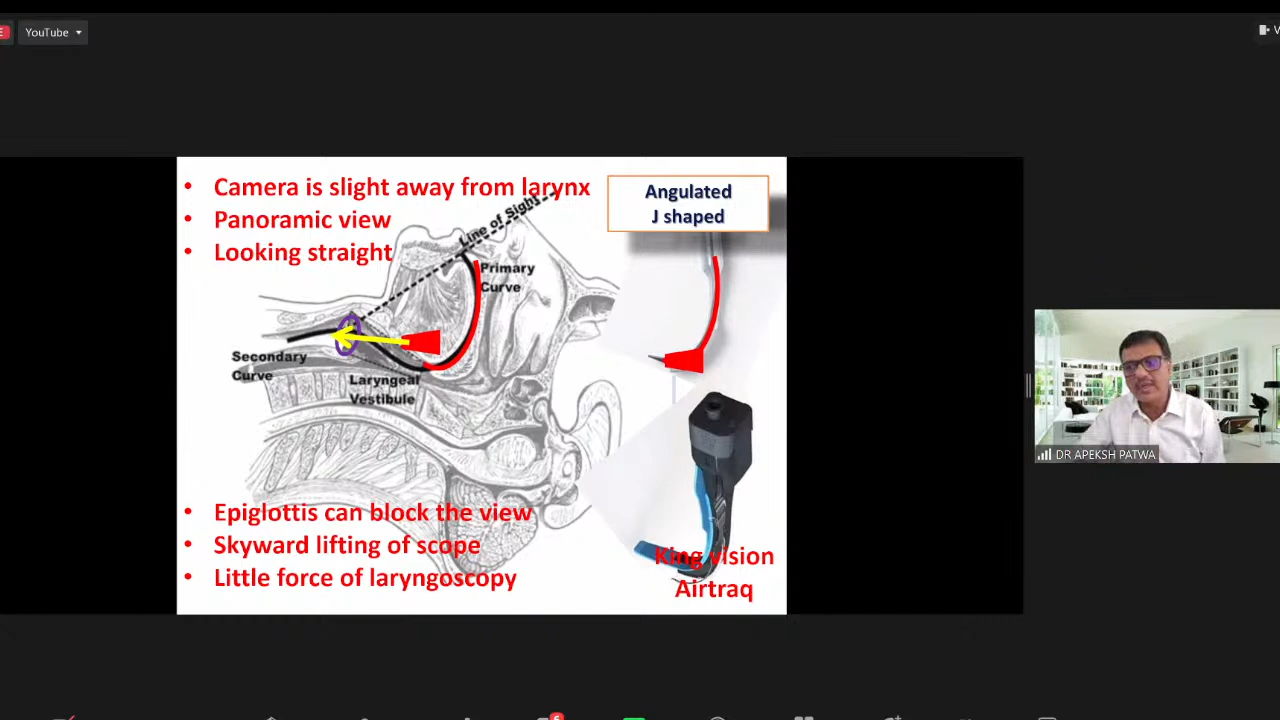 YouTube
• Camera is slight away from larynx
• Panoramic view
• Looking straight
Angulated
J shaped
Line of Sight
Primary
Curve
Secondary
Curve
Laryngeal
Vestibule
• Epiglottis can block the view
• Skyward lifting of scope
• Little force of laryngoscopy
King vision
Airtraq
DR APEKSH PATWA